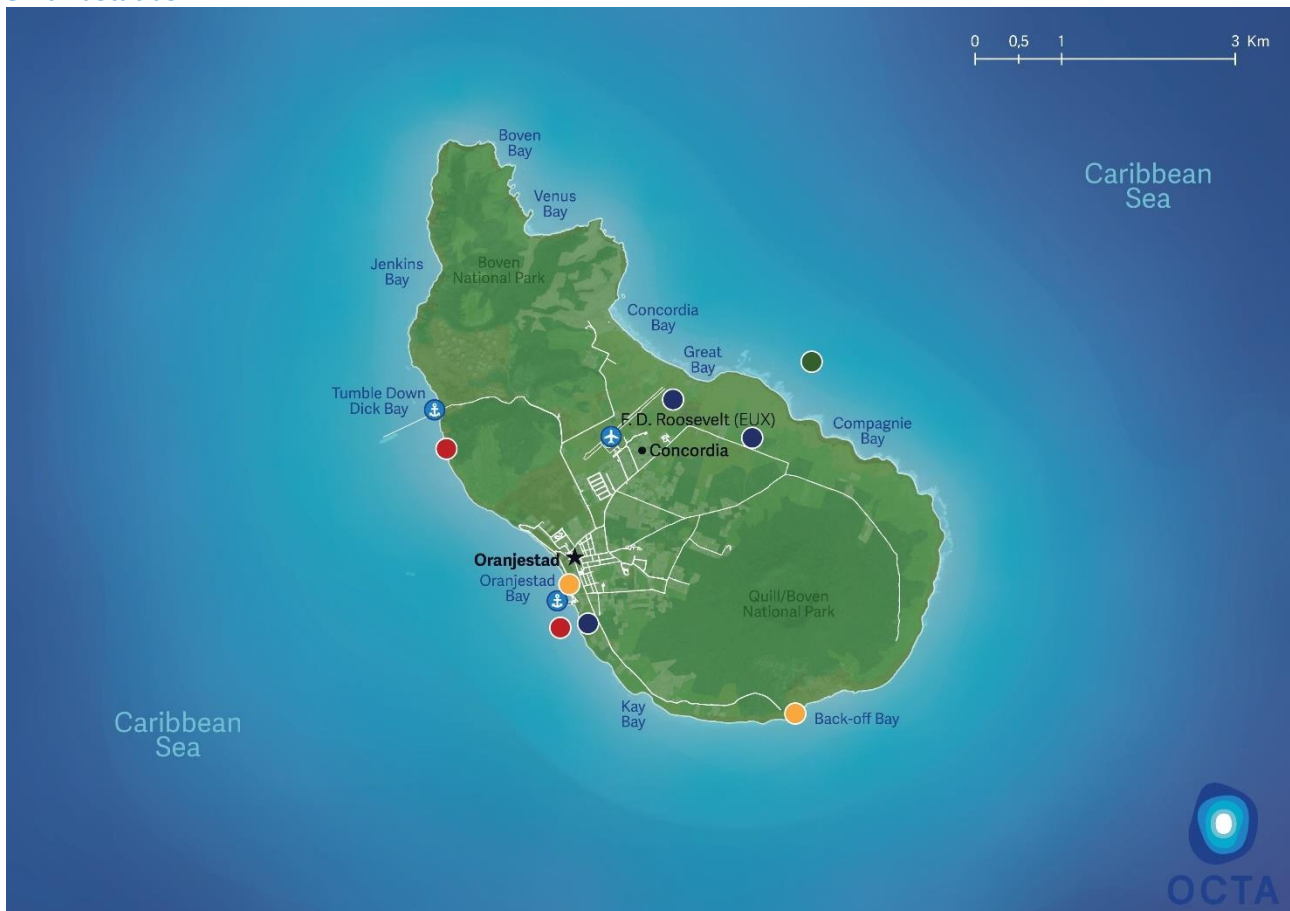 0 0,5 1 3 Km
Boven
Bay
Caribbean
Sea
Venus
Bay
Jenkins
Bay
Boven
National Park
Concordia
Bay
Great
Bay
Tumble Down
Dick Bay
F. D. Roosevelt (EUX)
Compagnie
Bay
Concordia
Oranjestad
Oranjestad
Bay
Quill/Boven
National Park
Kay
Bay
Back-off Bay
Caribbean
Sea
OCTA